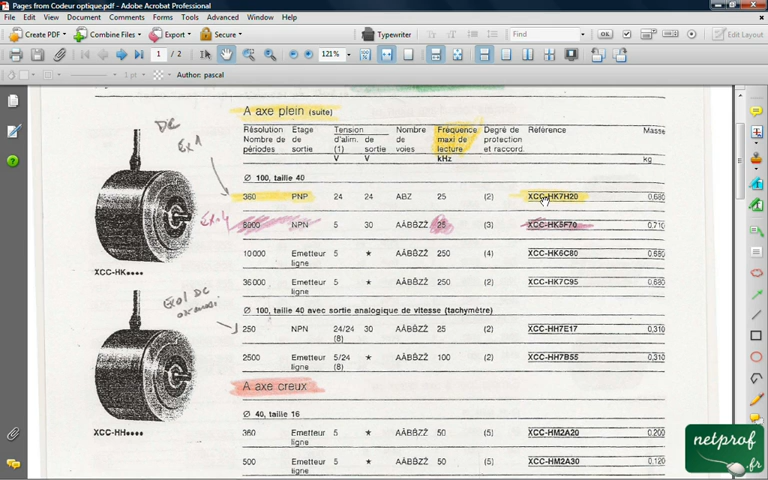 Pages from Codeur optique.pdf - Adobe Acrobat Professional
File Edit View Document Comments Forms Tools Advanced Window Help
Create PDF Combine Files Export Secure Typewriter Find Edit Layout
1 / 2 Select 121%
1 pt Author: pascal
A axe plein (suite)
Résolution Etage Tension Nombre Fréquence Degré de Référence Masse
Nombre de de d'alim. de de maxi de protection
périodes sortie (1) sortie voies lecture et raccord.
V V kHz kg
Ø 100, taille 40
360 PNP 24 24 ABZ 25 (2) XCC-HK7H20 0,680
Ex 1
Ex 4
NPN 5 30 25 (3) XCC-HK5F70 0,710
10000 Emetteur ligne 5 ★ 250 (4) XCC-HK6C80 0,680
XCC-HK••••
36000 Emetteur ligne 5 ★ 250 (2) XCC-HK7C95 0,680
Ø 100, taille 40 avec sortie analogique de vitesse (tachymètre)
250 NPN 24/24 (8) 30 25 (2) XCC-HH7E17 0,310
2500 Emetteur ligne 5/24 (8) ★ 100 (2) XCC-HH7B55 0,310
A axe creux
Ø 40, taille 16
XCC-HH••••
360 Emetteur ligne 5 ★ 50 (5) XCC-HM2A20 0,200
500 Emetteur ligne 5 ★ 50 (5) XCC-HM2A30 0,120
netprof
.fr